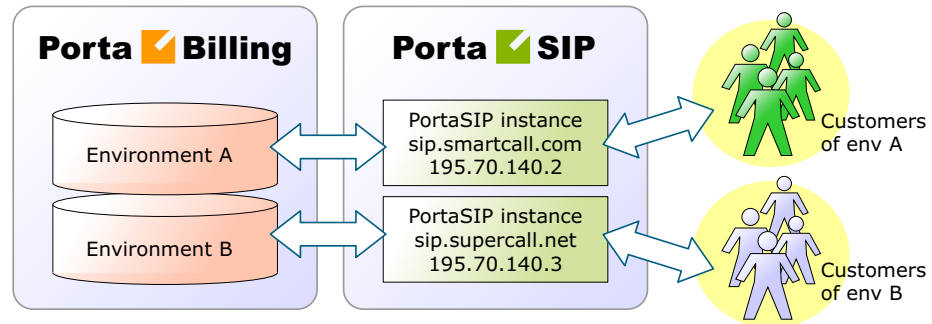 Porta Billing
Porta SIP
Environment A
PortaSIP instance
sip.smartcall.com
195.70.140.2
Customers
of env A
Environment B
PortaSIP instance
sip.supercall.net
195.70.140.3
Customers
of env B